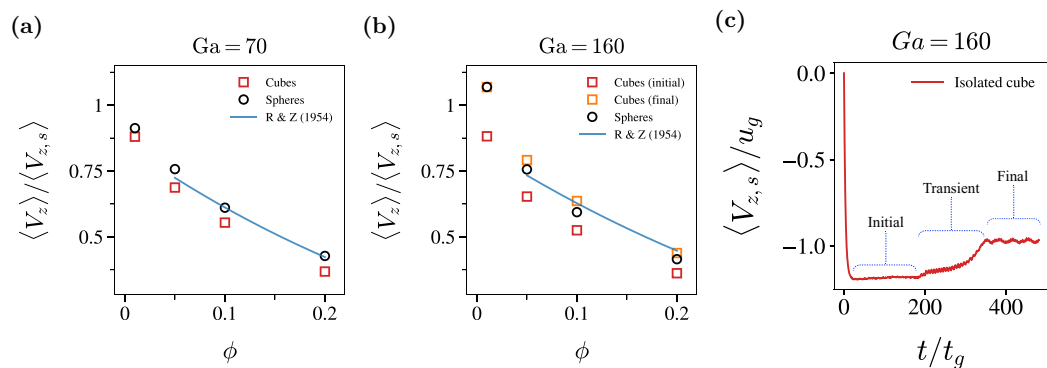 (a)
Ga = 70
Cubes
Spheres
R & Z (1954)
⟨V_z⟩/⟨V_{z,s}⟩
1
0.75
0.5
0
0.1
0.2
ϕ
(b)
Ga = 160
Cubes (initial)
Cubes (final)
Spheres
R & Z (1954)
⟨V_z⟩/⟨V_{z,s}⟩
1
0.75
0.5
0
0.1
0.2
ϕ
(c)
Ga = 160
Isolated cube
⟨V_{z,s}⟩/u_g
0.0
−0.5
−1.0
Initial
Transient
Final
0
200
400
t/t_g